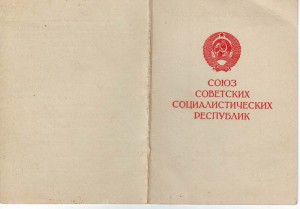 СОЮЗ
СОВЕТСКИХ
СОЦИАЛИСТИЧЕСКИХ
РЕСПУБЛИК